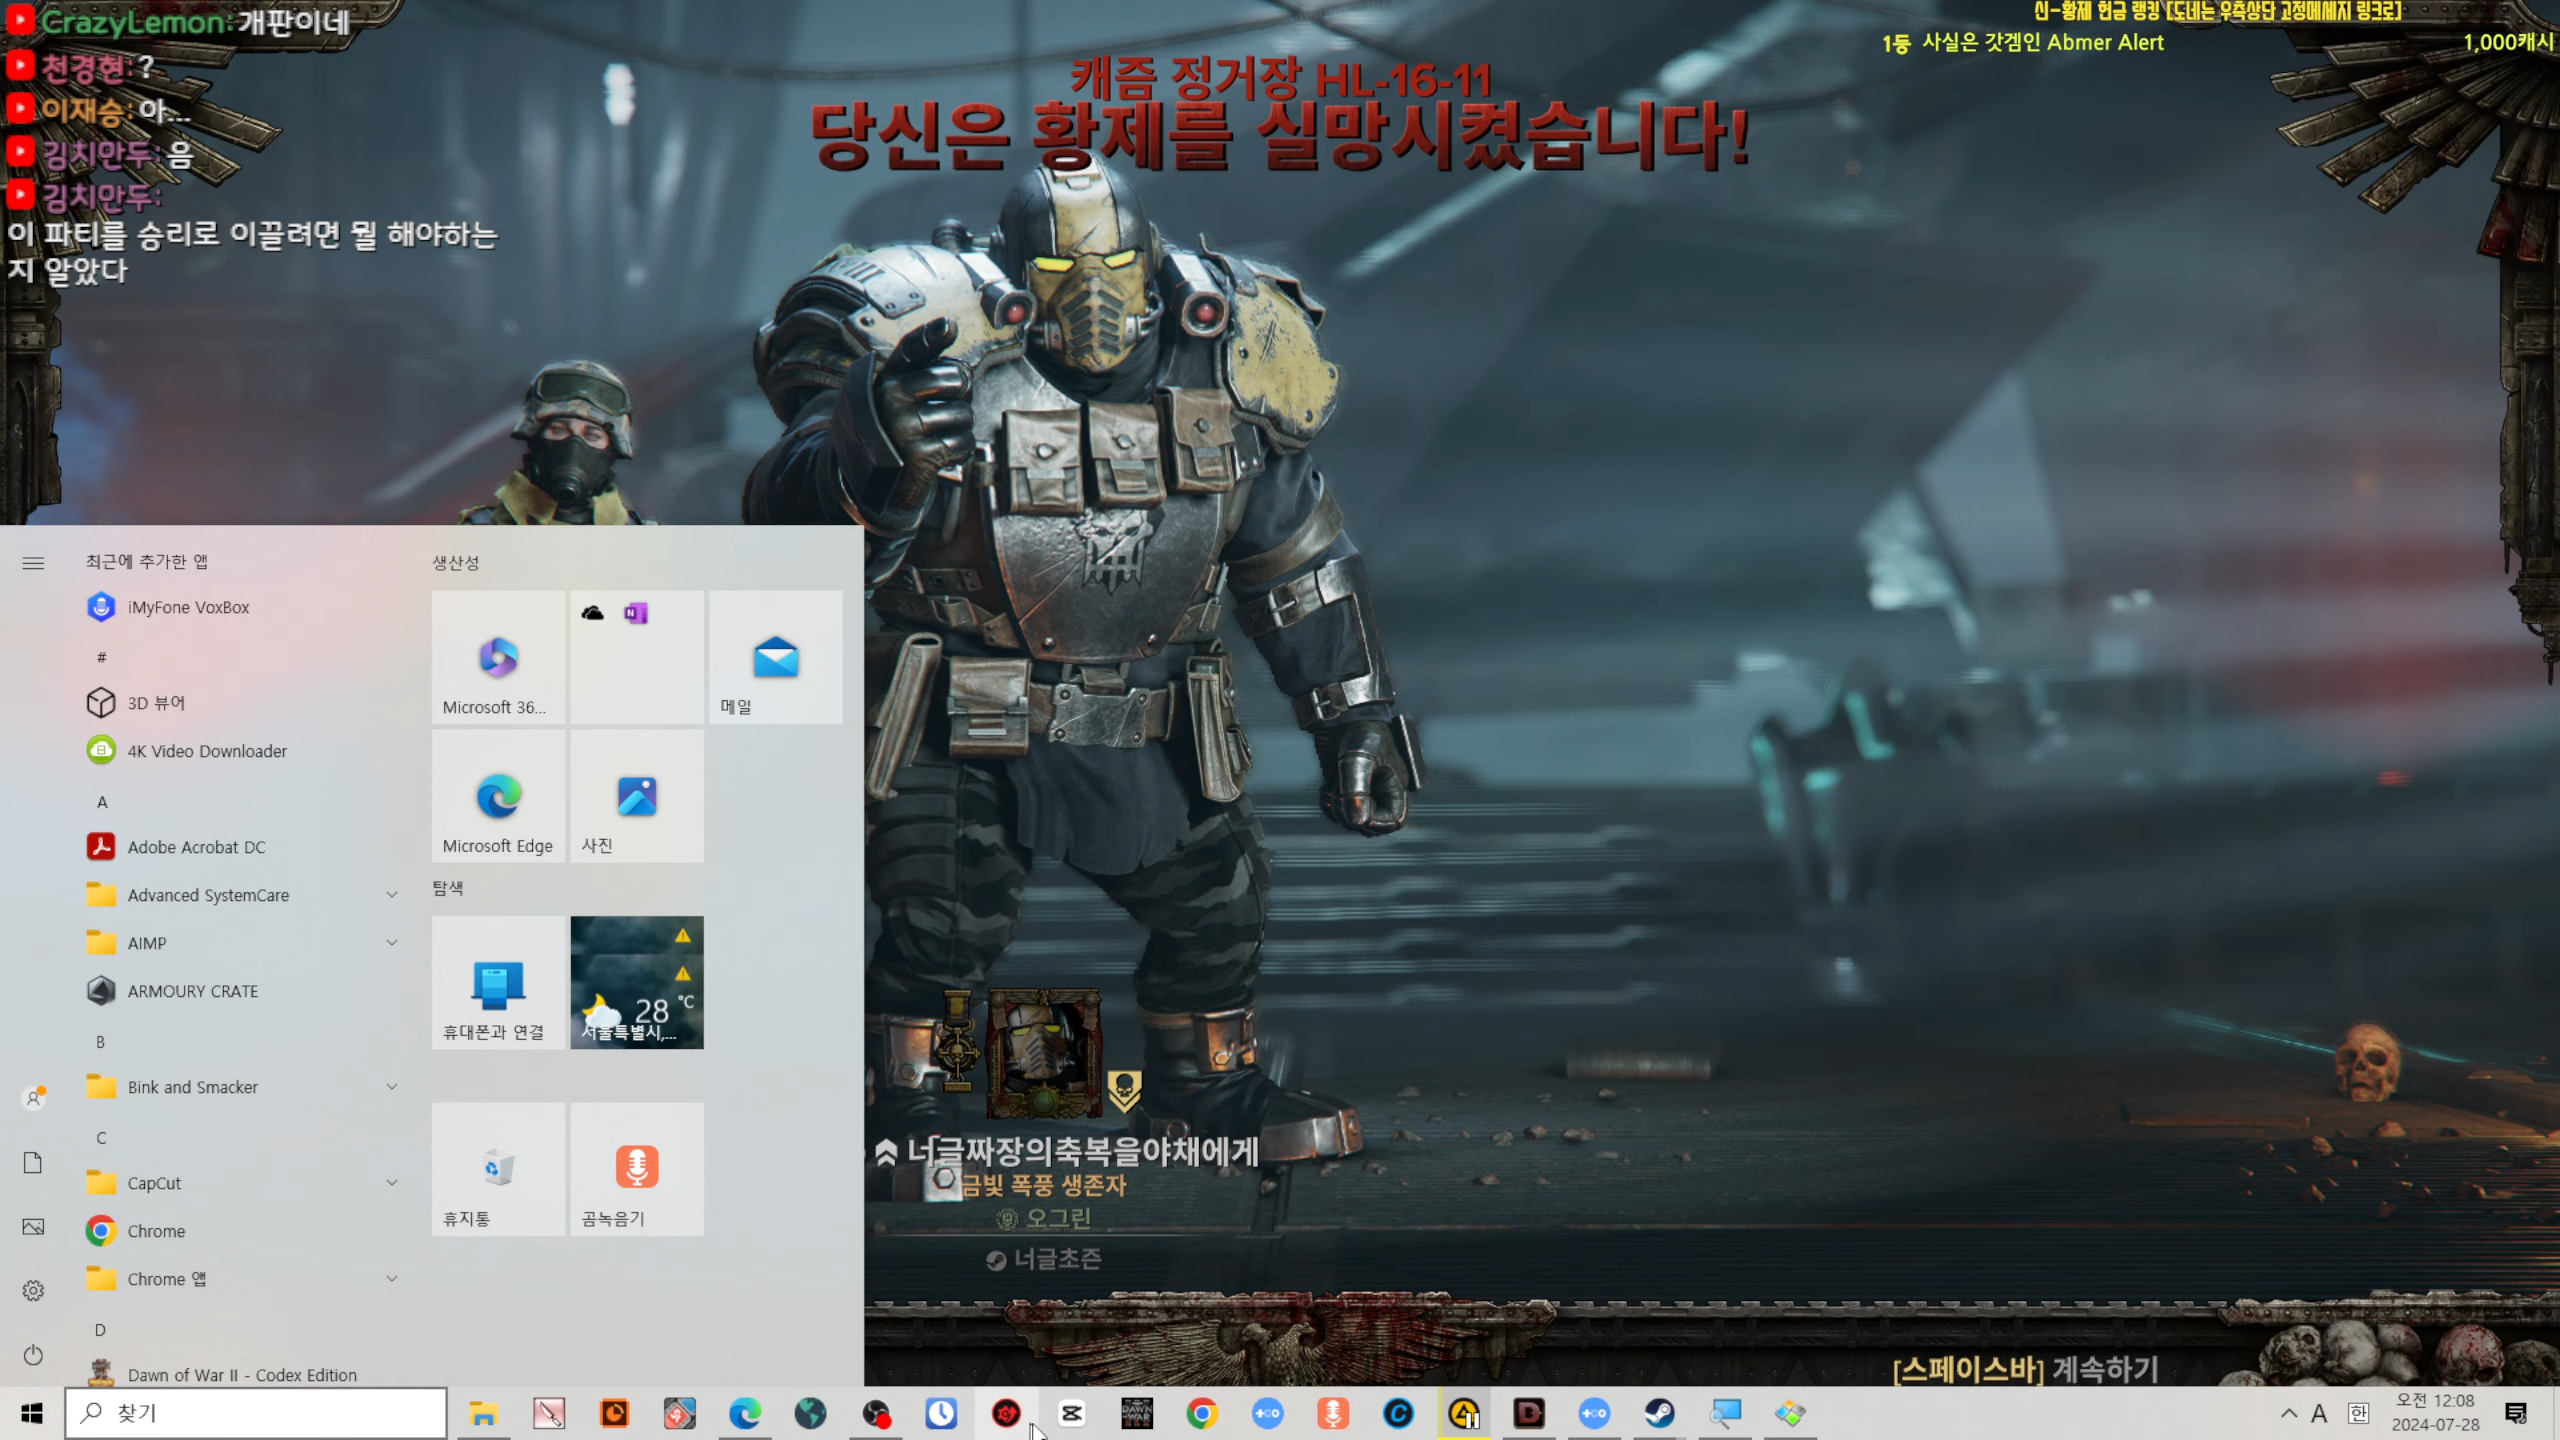 CrazyLemon: 개판이네
천경현: ?
이재승: 아...
김치만두: 음
김치만두:
이 파티를 승리로 이끌려면 뭘 해야하는
지 알았다
신-황제 헌금 랭킹 [도네는 우측상단 고정메세지 링크로]
1등 사실은 갓겜인 Abmer Alert 1,000캐시
캐즘 정거장 HL-16-11
당신은 황제를 실망시켰습니다!
최근에 추가한 앱
iMyFone VoxBox
#
3D 뷰어
4K Video Downloader
A
Adobe Acrobat DC
Advanced SystemCare
AIMP
ARMOURY CRATE
B
Bink and Smacker
C
CapCut
Chrome
Chrome 앱
D
Dawn of War II - Codex Edition
생산성
Microsoft 36...
메일
Microsoft Edge
사진
탐색
휴대폰과 연결
28 °C
서울특별시,...
휴지통
곰녹음기
너글짜장의축복을야채에게
금빛 폭풍 생존자
오그린
너글초즌
[스페이스바] 계속하기
찾기
A
한
오전 12:08
2024-07-28